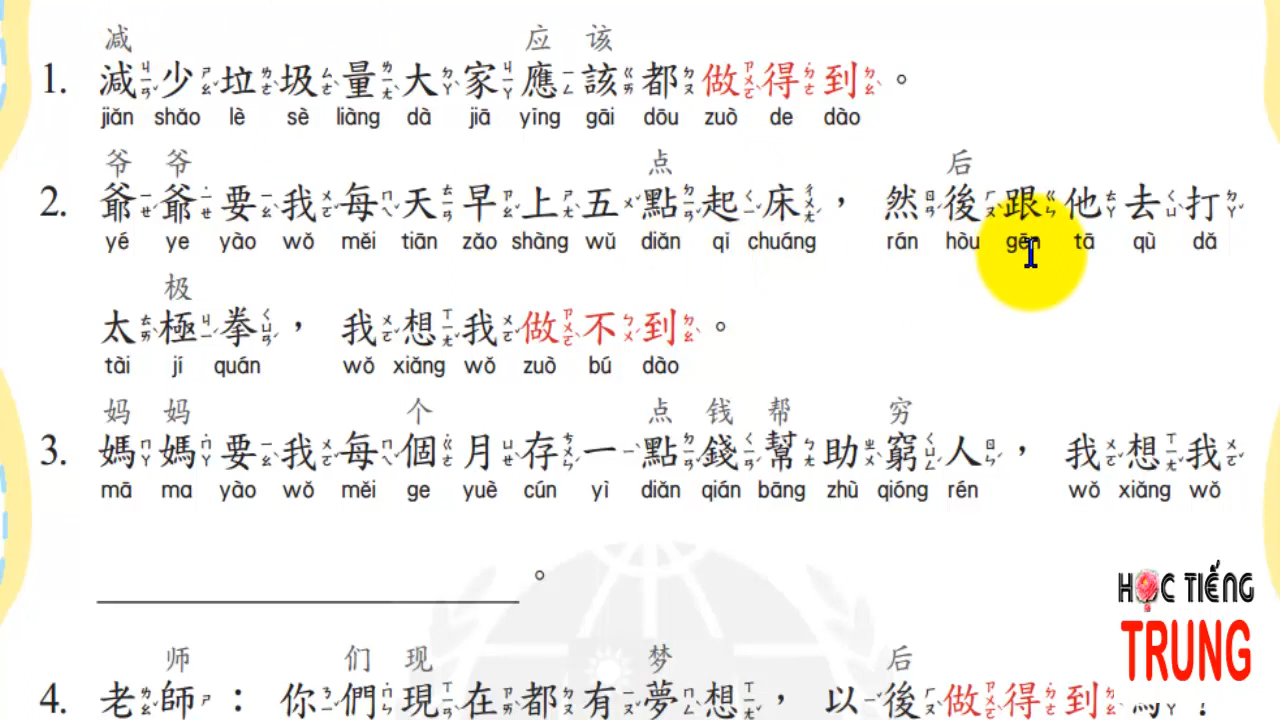 减 应 该
1. 減少垃圾量大家應該都做得到。
jiǎn shǎo lè sè liàng dà jiā yīng gāi dōu zuò de dào
爷 爷 点 后
2. 爺爺要我每天早上五點起床，然後跟他去打
yé ye yào wǒ měi tiān zǎo shàng wǔ diǎn qǐ chuáng rán hòu gēn tā qù dǎ
极
太極拳，我想我做不到。
tài jí quán wǒ xiǎng wǒ zuò bú dào
妈 妈 个 点 钱 帮 穷
3. 媽媽要我每個月存一點錢幫助窮人，我想我
mā ma yào wǒ měi ge yuè cún yì diǎn qián bāng zhù qióng rén wǒ xiǎng wǒ
。
师 们 现 梦 后
4. 老師：你們現在都有夢想，以後做得到
HỌC TIẾNG
TRUNG